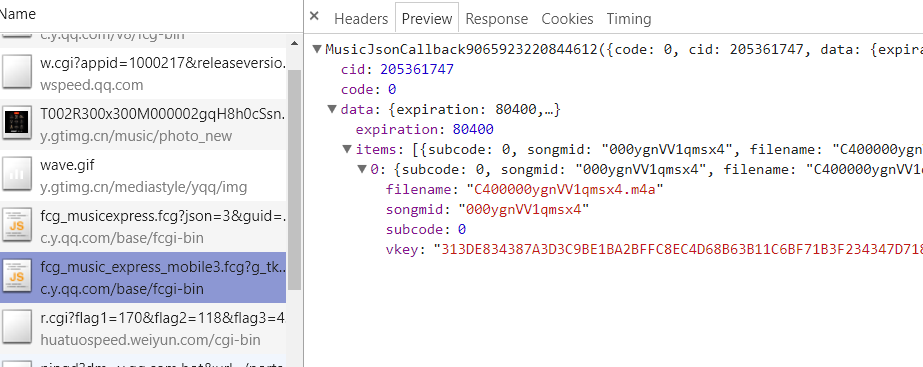 Name
c.y.qq.com/v8/fcg-bin
w.cgi?appid=1000217&releaseversio...
wspeed.qq.com
T002R300x300M000002gqH8h0cSsn...
y.gtimg.cn/music/photo_new
wave.gif
y.gtimg.cn/mediastyle/yqq/img
fcg_musicexpress.fcg?json=3&guid=...
c.y.qq.com/base/fcgi-bin
fcg_music_express_mobile3.fcg?g_tk...
c.y.qq.com/base/fcgi-bin
r.cgi?flag1=170&flag2=118&flag3=4
huatuospeed.weiyun.com/cgi-bin
× Headers Preview Response Cookies Timing
▼MusicJsonCallback9065923220844612({code: 0, cid: 205361747, data: {expira
cid: 205361747
code: 0
▼data: {expiration: 80400,…}
expiration: 80400
▼items: [{subcode: 0, songmid: "000ygnVV1qmsx4", filename: "C400000ygn
▼0: {subcode: 0, songmid: "000ygnVV1qmsx4", filename: "C400000ygnVV1
filename: "C400000ygnVV1qmsx4.m4a"
songmid: "000ygnVV1qmsx4"
subcode: 0
vkey: "313DE834387A3D3C9BE1BA2BFFC8EC4D68B63B11C6BF71B3F234347D718